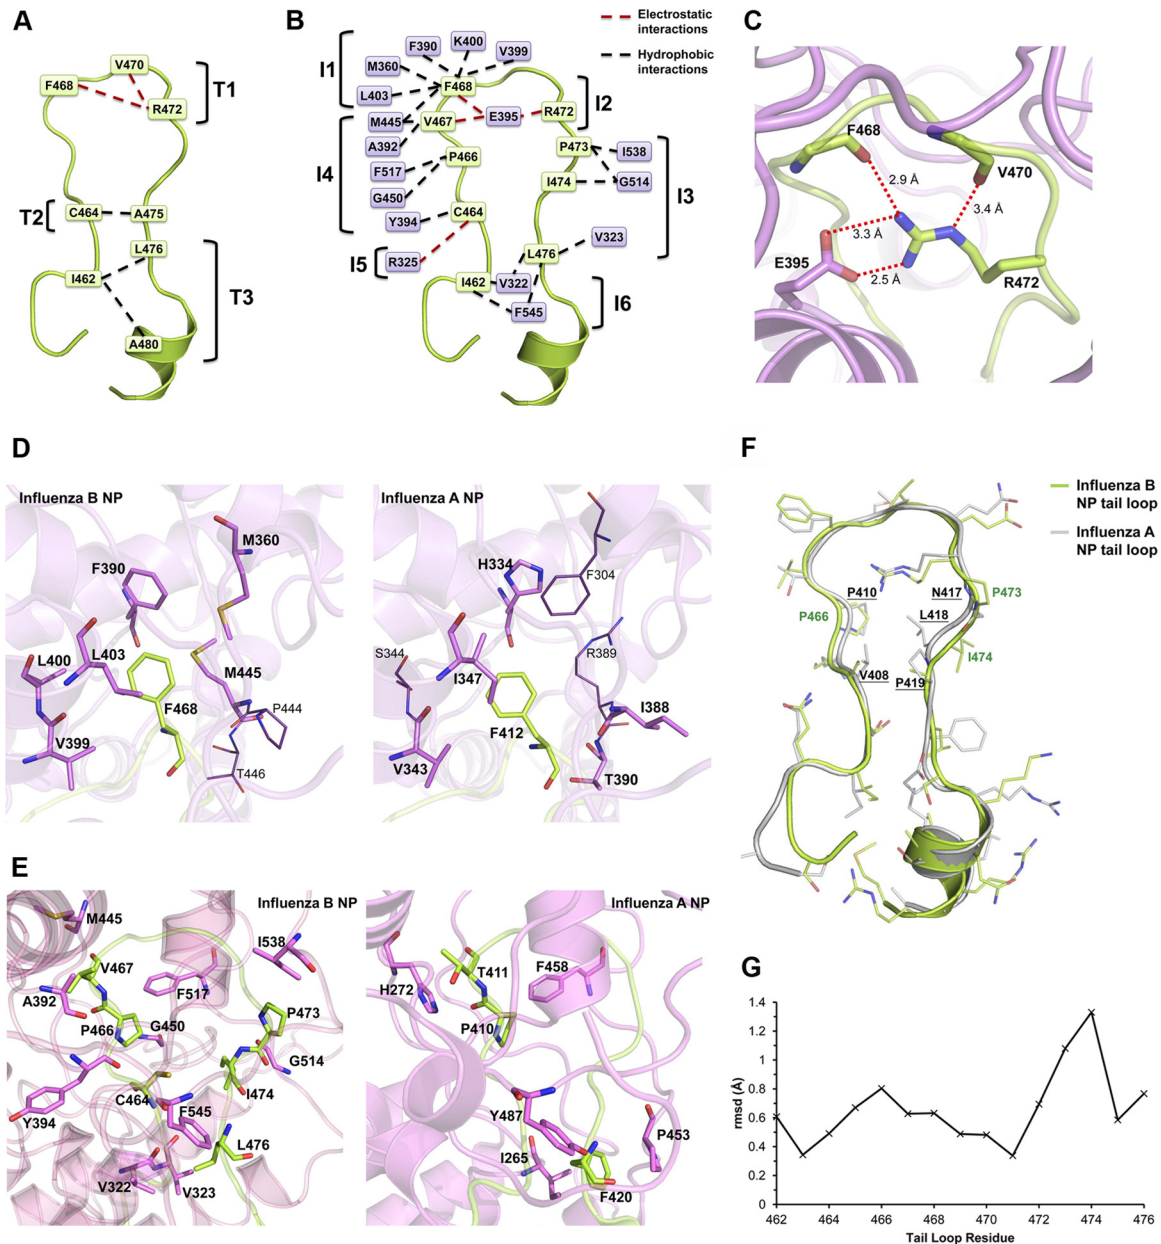 A
V470
F468
R472
T1
T2
C464
A475
L476
I462
T3
A480
B
Electrostatic
interactions
Hydrophobic
interactions
F390
K400
V399
M360
I1
F468
L403
I2
M445
V467
E395
R472
A392
P473
I538
P466
I4
F517
I474
G514
G450
I3
C464
Y394
V323
L476
I5
R325
I462
V322
I6
F545
C
F468
V470
2.9 Å
3.4 Å
3.3 Å
E395
2.5 Å
R472
D
Influenza B NP
M360
F390
L400
L403
M445
F468
P444
V399
T446
Influenza A NP
H334
F304
S344
R389
I347
I388
F412
V343
T390
E
Influenza B NP
M445
I538
V467
A392
F517
P473
P466
G450
G514
C464
I474
Y394
F545
L476
V322
V323
Influenza A NP
T411
F458
H272
P410
Y487
P453
I265
F420
F
Influenza B
NP tail loop
Influenza A
NP tail loop
P410
N417
P473
P466
L418
I474
V408
P419
G
1.4
1.2
1
0.8
0.6
0.4
0.2
0
rmsd (Å)
462 464 466 468 470 472 474 476
Tail Loop Residue